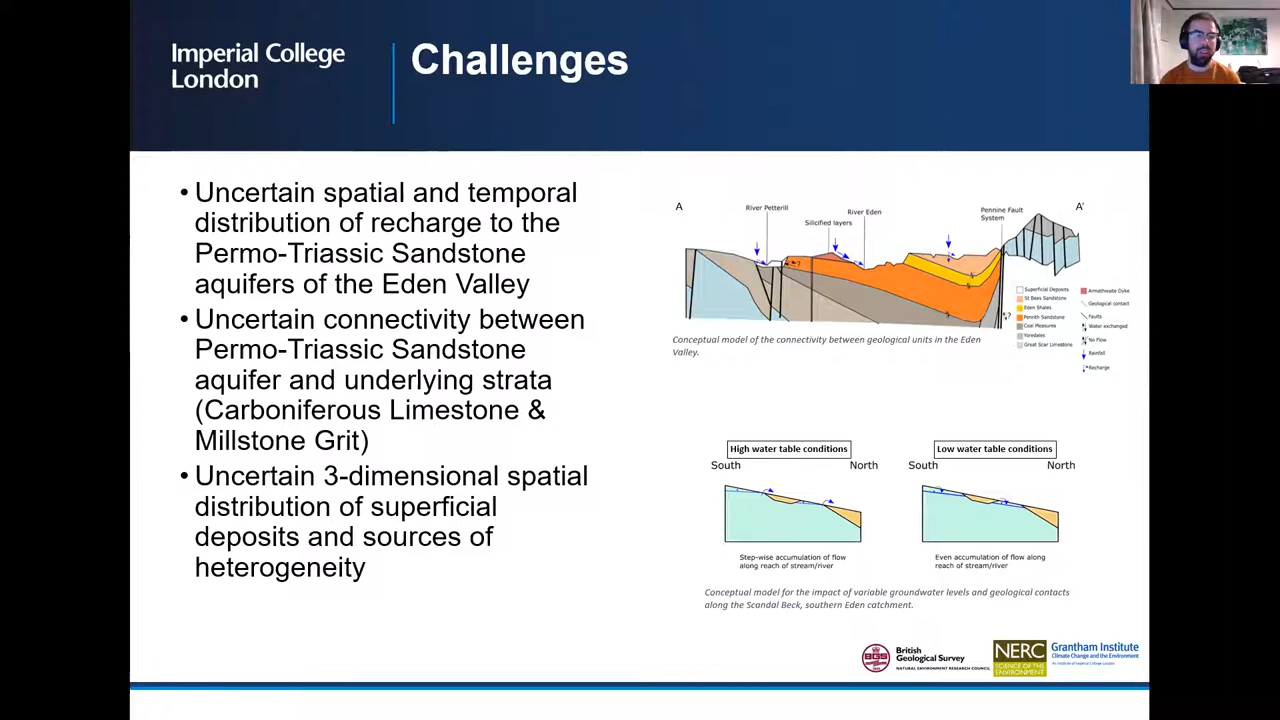 Imperial College
London
Challenges
• Uncertain spatial and temporal
distribution of recharge to the
Permo-Triassic Sandstone
aquifers of the Eden Valley
• Uncertain connectivity between
Permo-Triassic Sandstone
aquifer and underlying strata
(Carboniferous Limestone &
Millstone Grit)
• Uncertain 3-dimensional spatial
distribution of superficial
deposits and sources of
heterogeneity
A
River Petterill
Silicified layers
River Eden
Pennine Fault
System
A'
?
?
Superficial Deposits
St Bees Sandstone
Eden Shales
Penrith Sandstone
Coal Measures
Yoredales
Great Scar Limestone
Armathwaite Dyke
Geological contact
Faults
Water exchanged
No Flow
Rainfall
Recharge
Conceptual model of the connectivity between geological units in the Eden
Valley.
High water table conditions
South North
Step-wise accumulation of flow
along reach of stream/river
Low water table conditions
South North
Even accumulation of flow along
reach of stream/river
Conceptual model for the impact of variable groundwater levels and geological contacts
along the Scandal Beck, southern Eden catchment.
BGS
British
Geological Survey
NATURAL ENVIRONMENT RESEARCH COUNCIL
NERC
SCIENCE OF THE
ENVIRONMENT
Grantham Institute
Climate Change and the Environment
An institute of Imperial College London